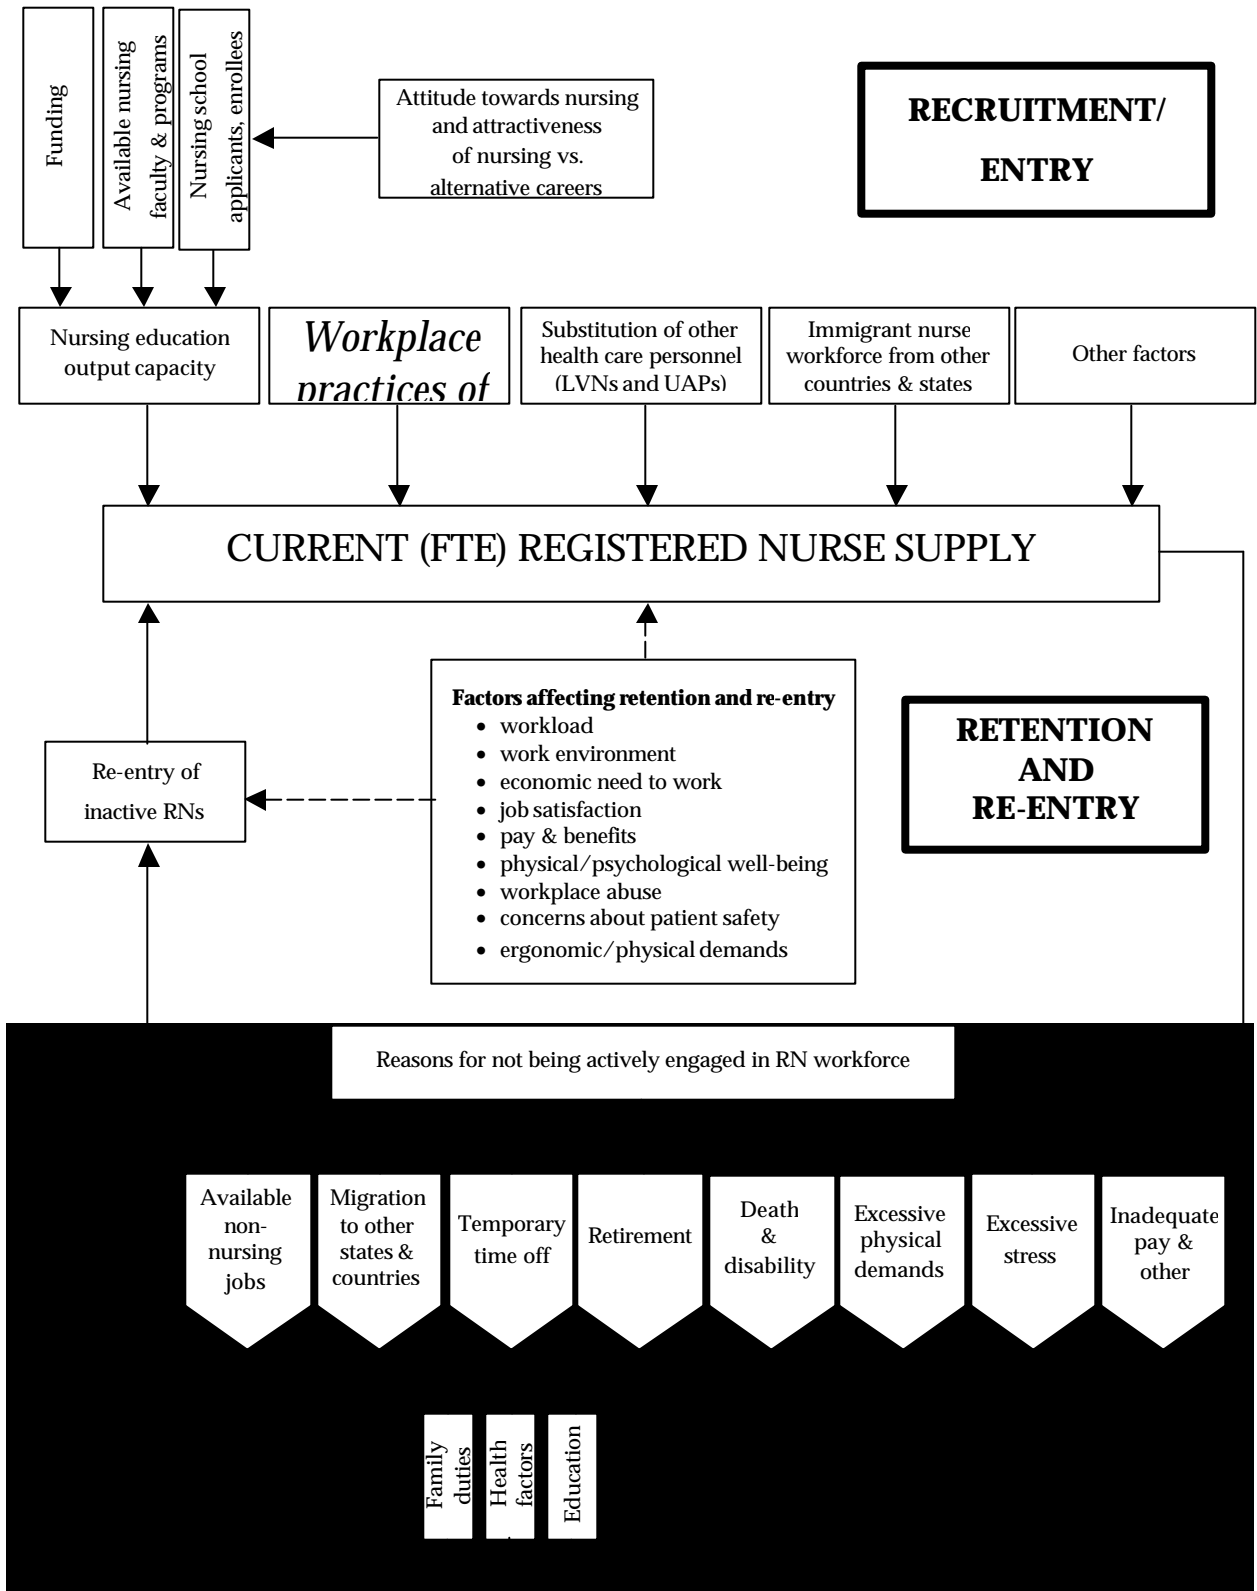 Funding
Available nursing
faculty & programs
Nursing school
applicants, enrollees
Attitude towards nursing
and attractiveness
of nursing vs.
alternative careers
RECRUITMENT/
ENTRY
Nursing education
output capacity
Workplace
practices of
Substitution of other
health care personnel
(LVNs and UAPs)
Immigrant nurse
workforce from other
countries & states
Other factors
CURRENT (FTE) REGISTERED NURSE SUPPLY
Re-entry of
inactive RNs
Factors affecting retention and re-entry
• workload
• work environment
• economic need to work
• job satisfaction
• pay & benefits
• physical/psychological well-being
• workplace abuse
• concerns about patient safety
• ergonomic/physical demands
RETENTION
AND
RE-ENTRY
Reasons for not being actively engaged in RN workforce
Available
non-
nursing
jobs
Migration
to other
states &
countries
Temporary
time off
Retirement
Death
&
disability
Excessive
physical
demands
Excessive
stress
Inadequate
pay &
other
Family
duties
Health
factors
Education